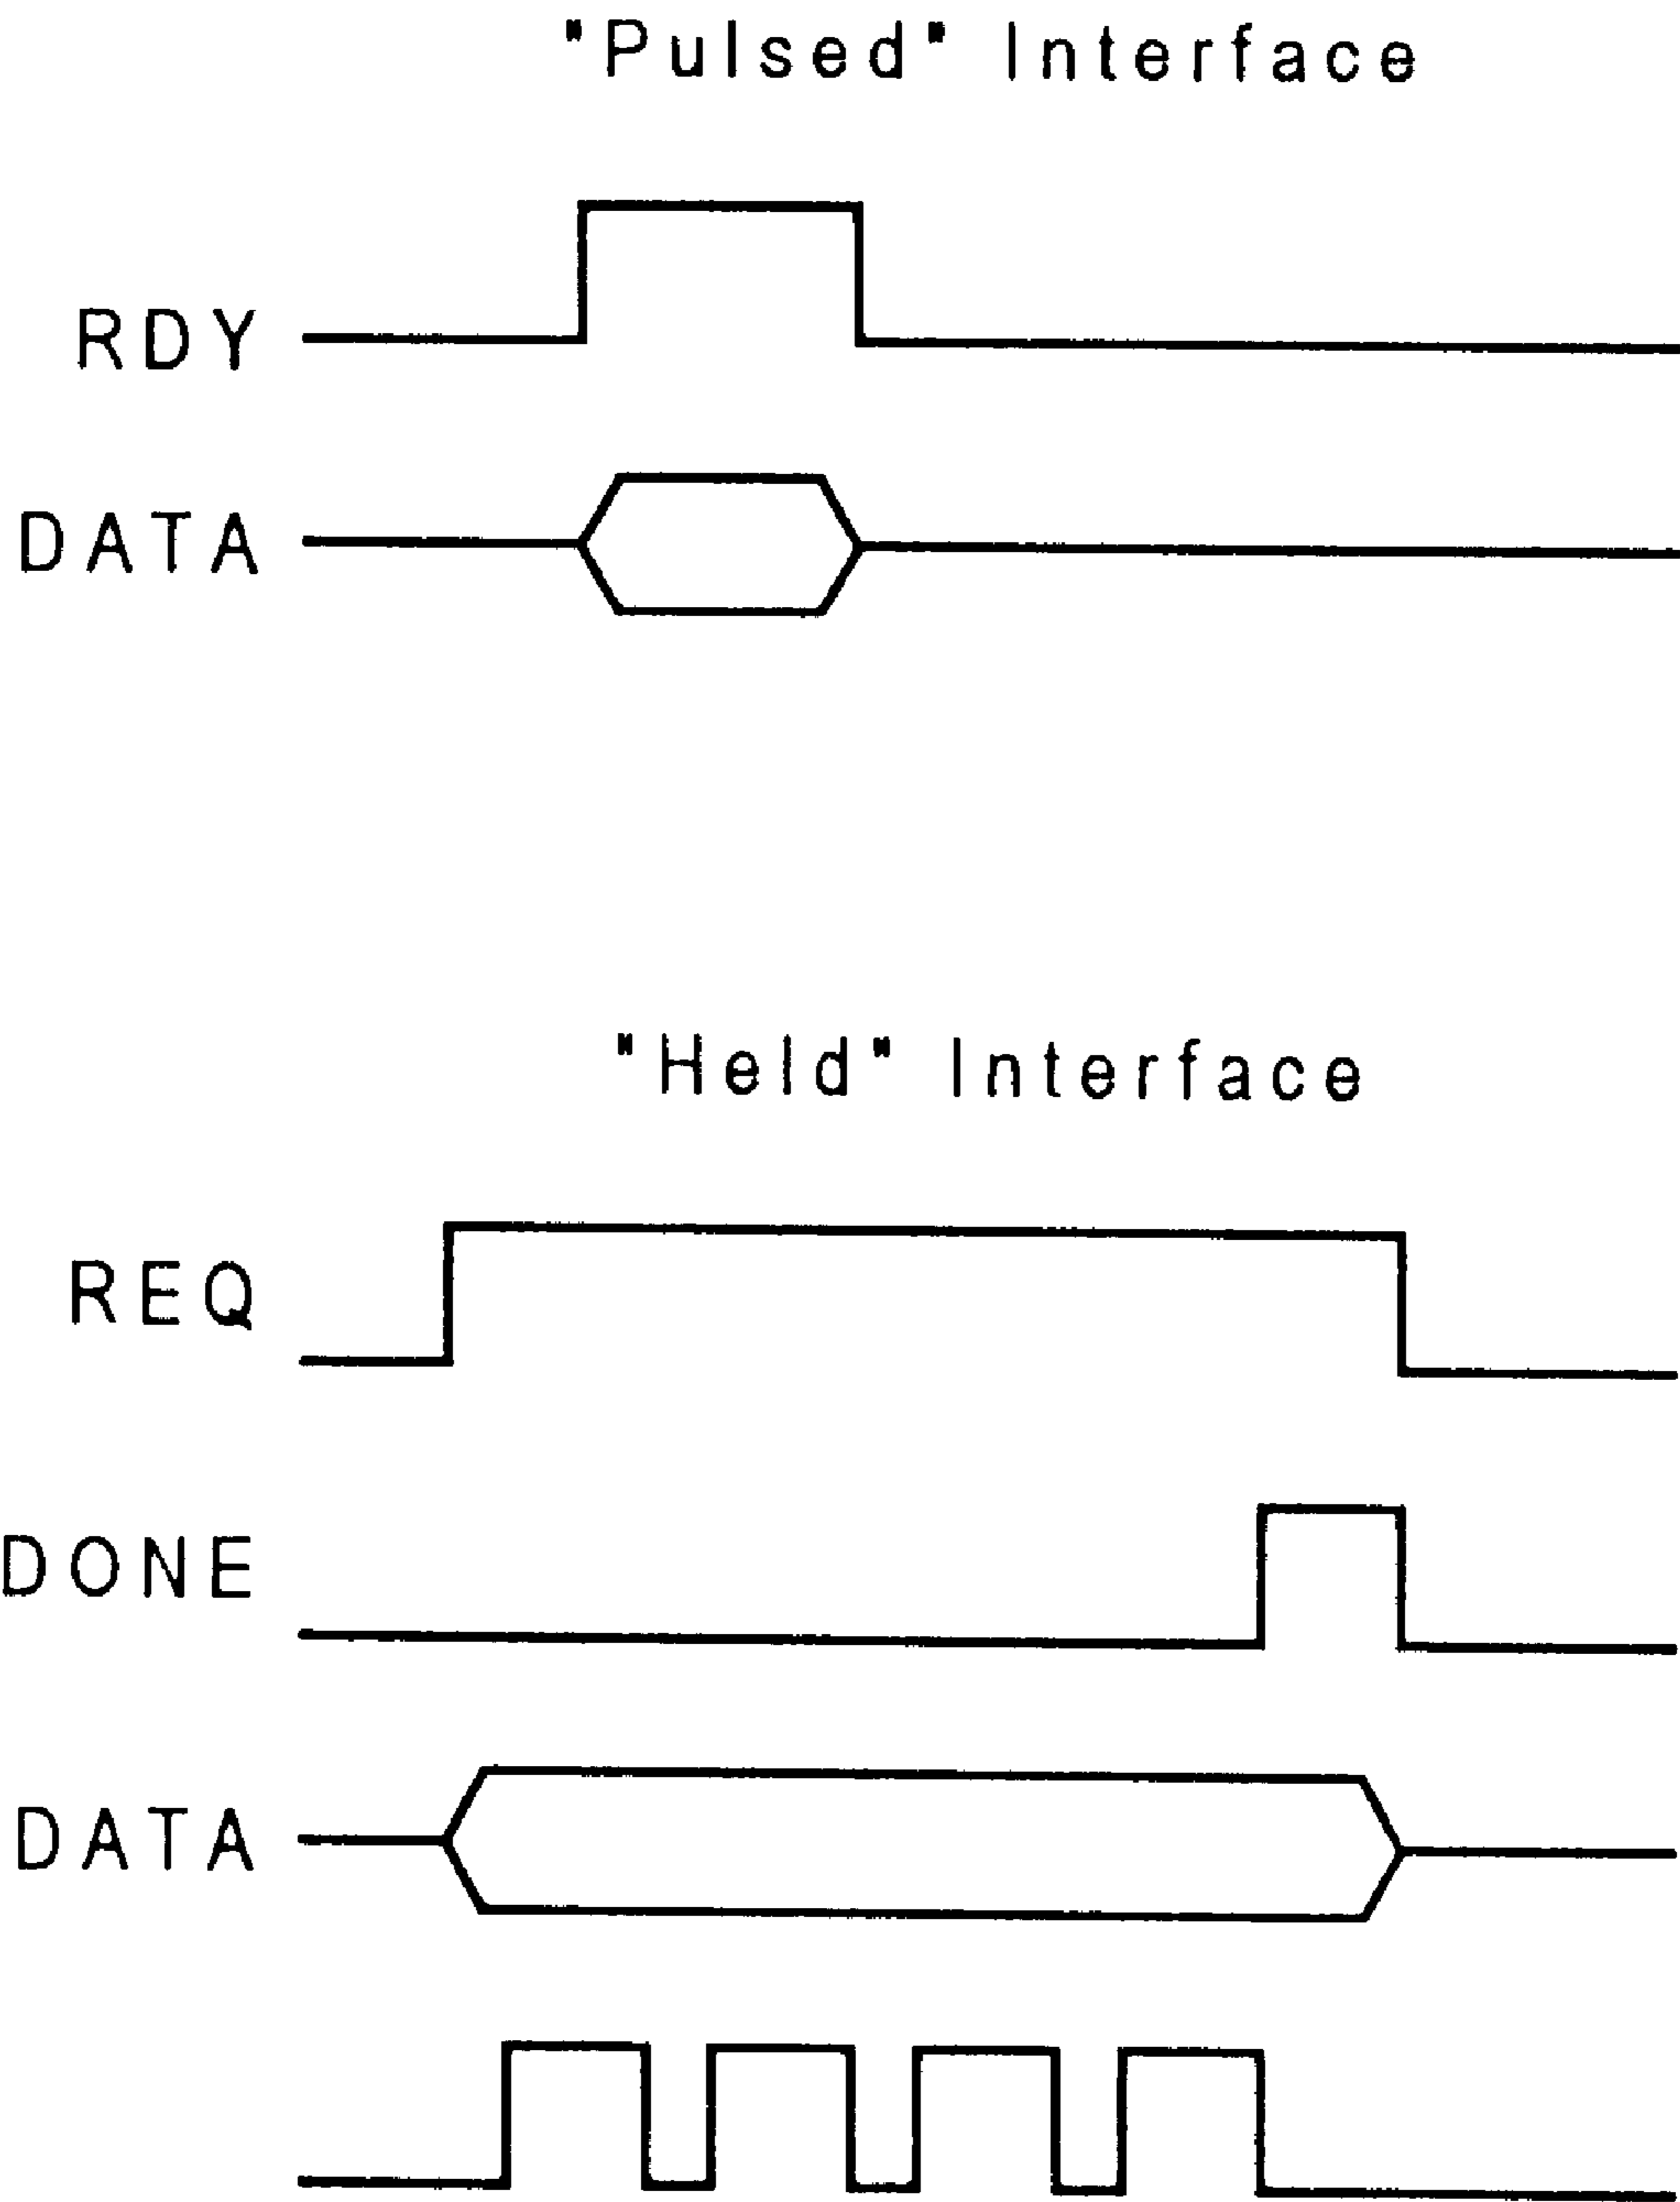 "Pulsed" Interface
RDY
DATA
"Held" Interface
REQ
DONE
DATA